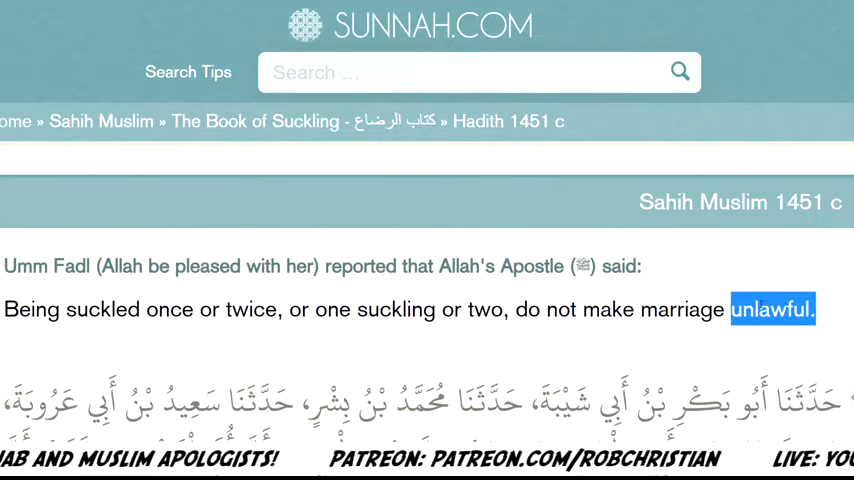 SUNNAH.COM
Search Tips
Search ...
ome » Sahih Muslim » The Book of Suckling - كتاب الرضاع » Hadith 1451 c
Sahih Muslim 1451 c
Umm Fadl (Allah be pleased with her) reported that Allah's Apostle (ﷺ) said:
Being suckled once or twice, or one suckling or two, do not make marriage unlawful.
حَدَّثَنَا أَبُو بَكْرِ بْنُ أَبِي شَيْبَةَ، حَدَّثَنَا مُحَمَّدُ بْنُ بِشْرٍ، حَدَّثَنَا سَعِيدُ بْنُ أَبِي عَرُوبَةَ،
AB AND MUSLIM APOLOGISTS! PATREON: PATREON.COM/ROBCHRISTIAN LIVE: YOU